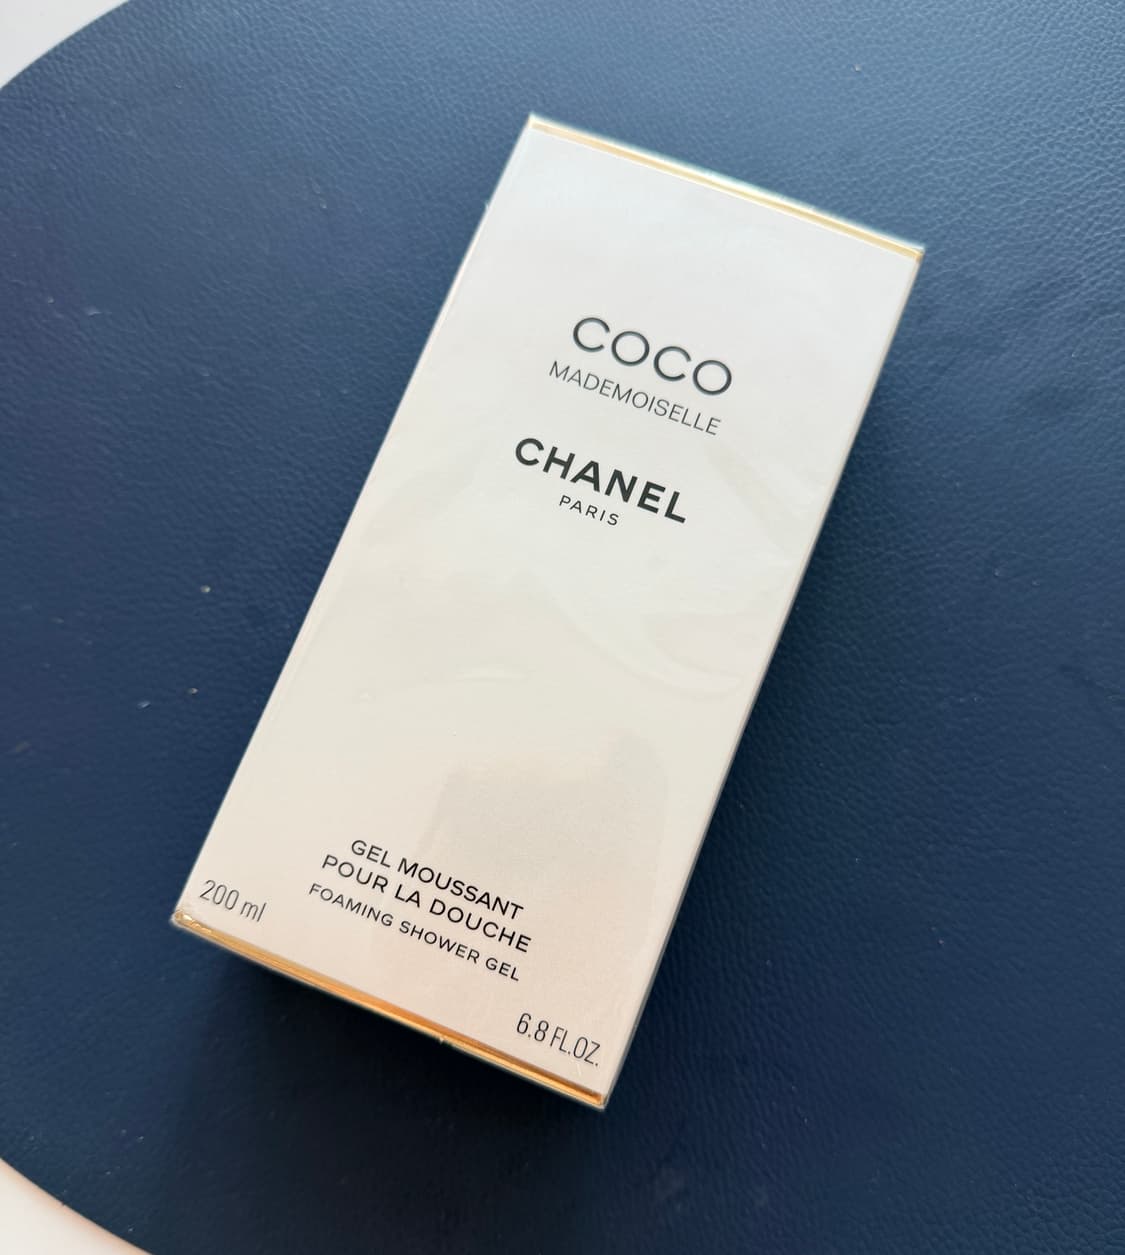 COCO
MADEMOISELLE
CHANEL
PARIS
GEL MOUSSANT
POUR LA DOUCHE
FOAMING SHOWER GEL
200 ml
6.8 FL.OZ.